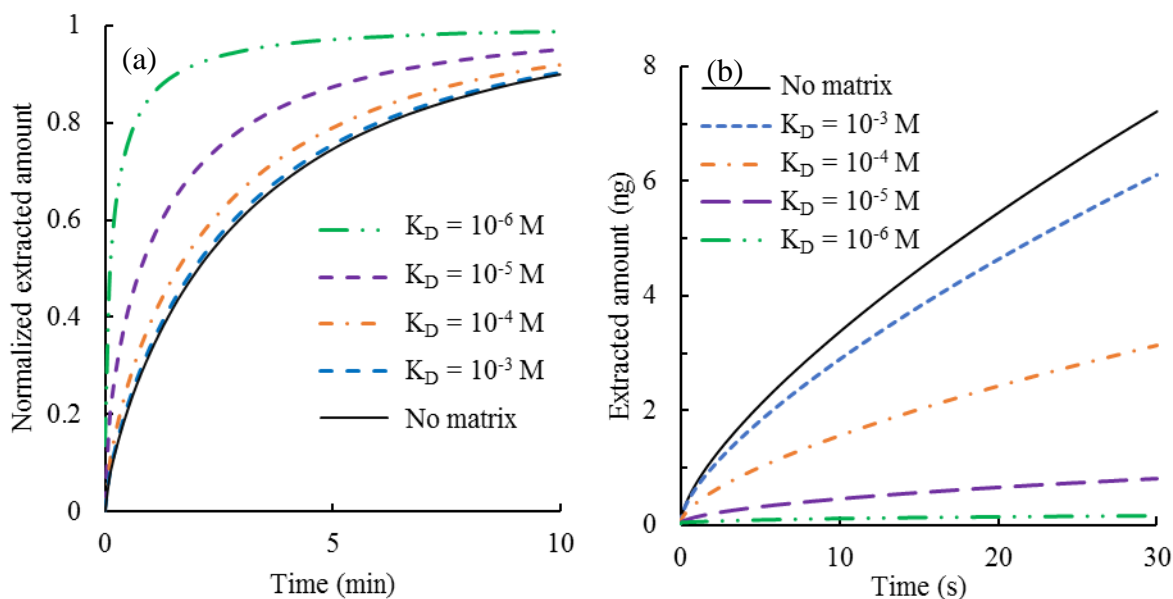 (a)
Normalized extracted amount
1
0.8
0.6
0.4
0.2
0
K_D = 10^-6 M
K_D = 10^-5 M
K_D = 10^-4 M
K_D = 10^-3 M
No matrix
0 5 10
Time (min)
(b)
Extracted amount (ng)
8
6
4
2
0
No matrix
K_D = 10^-3 M
K_D = 10^-4 M
K_D = 10^-5 M
K_D = 10^-6 M
0 10 20 30
Time (s)